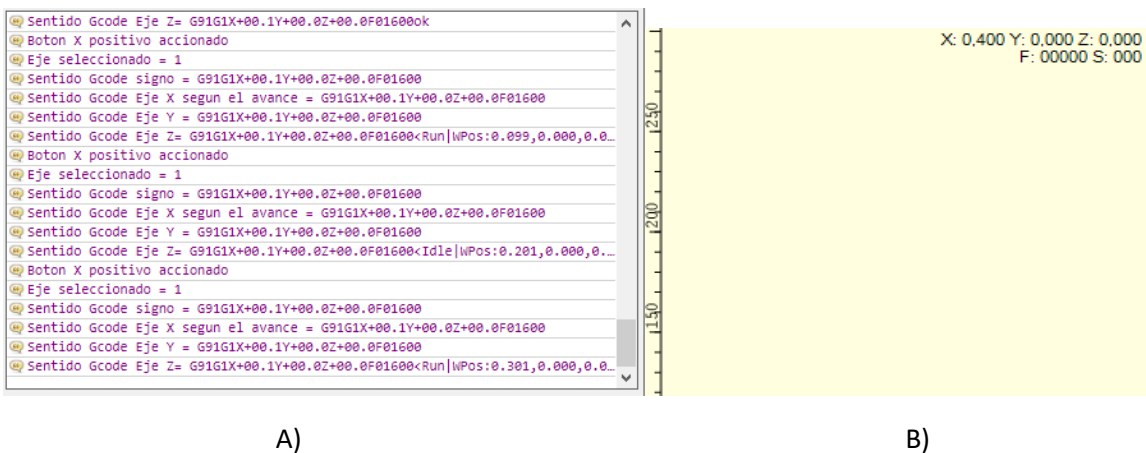 Sentido Gcode Eje Z= G91G1X+00.1Y+00.0Z+00.0F01600ok
Boton X positivo accionado
Eje seleccionado = 1
Sentido Gcode signo = G91G1X+00.1Y+00.0Z+00.0F01600
Sentido Gcode Eje X segun el avance = G91G1X+00.1Y+00.0Z+00.0F01600
Sentido Gcode Eje Y = G91G1X+00.1Y+00.0Z+00.0F01600
Sentido Gcode Eje Z= G91G1X+00.1Y+00.0Z+00.0F01600<Run|WPos:0.099,0.000,0.0…
Boton X positivo accionado
Eje seleccionado = 1
Sentido Gcode signo = G91G1X+00.1Y+00.0Z+00.0F01600
Sentido Gcode Eje X segun el avance = G91G1X+00.1Y+00.0Z+00.0F01600
Sentido Gcode Eje Y = G91G1X+00.1Y+00.0Z+00.0F01600
Sentido Gcode Eje Z= G91G1X+00.1Y+00.0Z+00.0F01600<Idle|WPos:0.201,0.000,0.…
Boton X positivo accionado
Eje seleccionado = 1
Sentido Gcode signo = G91G1X+00.1Y+00.0Z+00.0F01600
Sentido Gcode Eje X segun el avance = G91G1X+00.1Y+00.0Z+00.0F01600
Sentido Gcode Eje Y = G91G1X+00.1Y+00.0Z+00.0F01600
Sentido Gcode Eje Z= G91G1X+00.1Y+00.0Z+00.0F01600<Run|WPos:0.301,0.000,0.0…
X: 0,400 Y: 0,000 Z: 0,000
F: 00000 S: 000
250
200
150
A)
B)